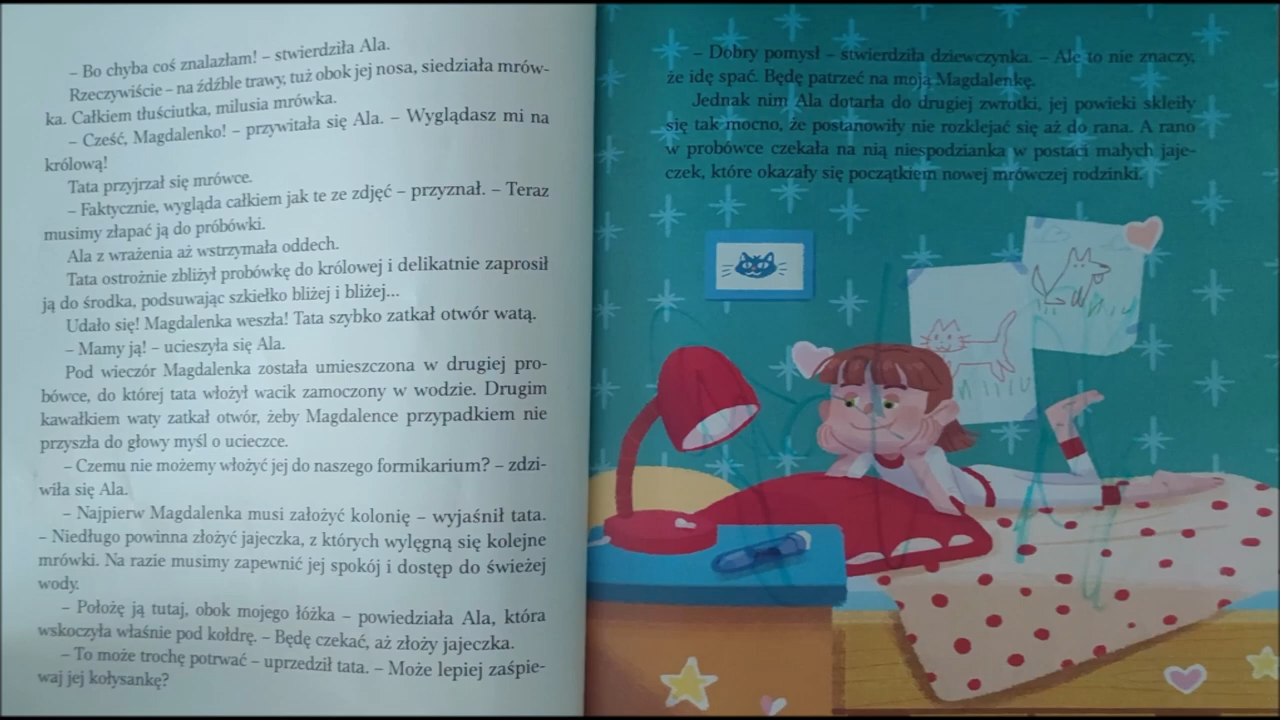 – Bo chyba coś znalazłam! – stwierdziła Ala.
Rzeczywiście – na źdźble trawy, tuż obok jej nosa, siedziała mrów-
ka. Całkiem tłuściutka, milusia mrówka.
– Cześć, Magdalenko! – przywitała się Ala. – Wyglądasz mi na
królową!
Tata przyjrzał się mrówce.
– Faktycznie, wygląda całkiem jak te ze zdjęć – przyznał. – Teraz
musimy złapać ją do próbówki.
Ala z wrażenia aż wstrzymała oddech.
Tata ostrożnie zbliżył probówkę do królowej i delikatnie zaprosił
ją do środka, podsuwając szkiełko bliżej i bliżej...
Udało się! Magdalenka weszła! Tata szybko zatkał otwór watą.
– Mamy ją! – ucieszyła się Ala.
Pod wieczór Magdalenka została umieszczona w drugiej pro-
bówce, do której tata włożył wacik zamoczony w wodzie. Drugim
kawałkiem waty zatkał otwór, żeby Magdalence przypadkiem nie
przyszła do głowy myśl o ucieczce.
– Czemu nie możemy włożyć jej do naszego formikarium? – zdzi-
wiła się Ala.
– Najpierw Magdalenka musi założyć kolonię – wyjaśnił tata.
– Niedługo powinna złożyć jajeczka, z których wylęgną się kolejne
mrówki. Na razie musimy zapewnić jej spokój i dostęp do świeżej
wody.
– Położę ją tutaj, obok mojego łóżka – powiedziała Ala, która
wskoczyła właśnie pod kołdrę. – Będę czekać, aż złoży jajeczka.
– To może trochę potrwać – uprzedził tata. – Może lepiej zaśpie-
waj jej kołysankę?
– Dobry pomysł – stwierdziła dziewczynka. – Ale to nie znaczy,
że idę spać. Będę patrzeć na moją Magdalenkę.
Jednak nim Ala dotarła do drugiej zwrotki, jej powieki skleiły
się tak mocno, że postanowiły nie rozklejać się aż do rana. A rano
w probówce czekała na nią niespodzianka w postaci małych jaje-
czek, które okazały się początkiem nowej mrówczej rodzinki.